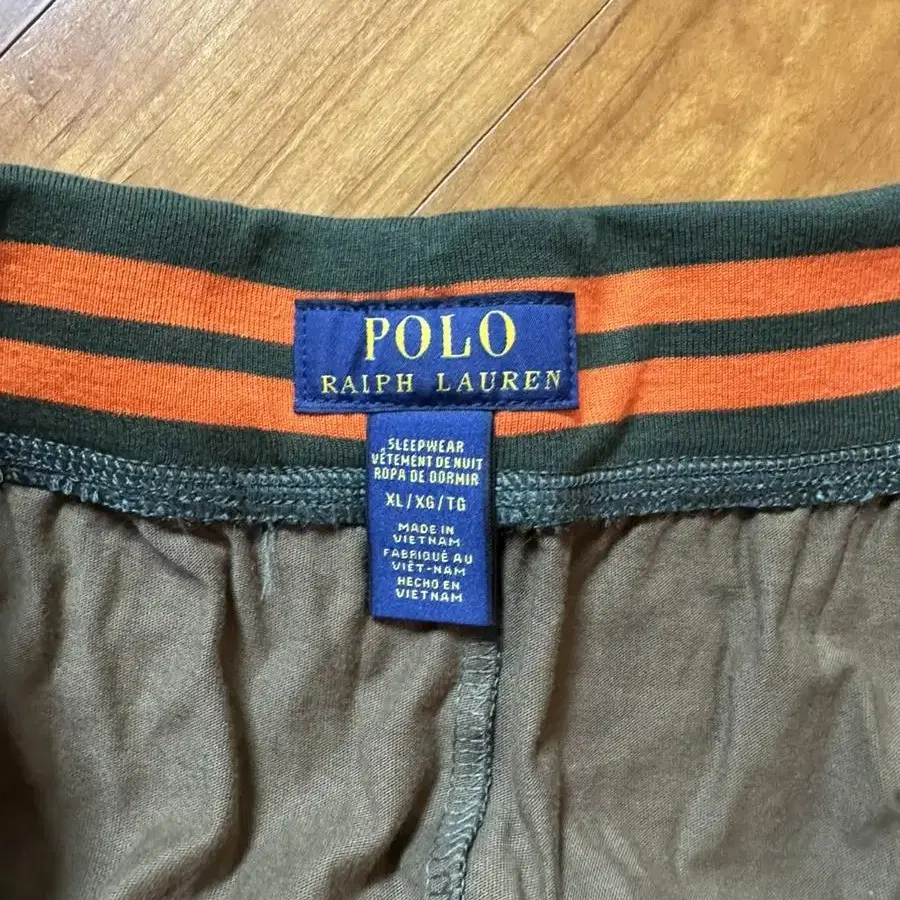 POLO
RALPH LAUREN
SLEEPWEAR
VÊTEMENT DE NUIT
ROPA DE DORMIR
XL/XG/TG
MADE IN
VIETNAM
FABRIQUÉ AU
VIÊT-NAM
HECHO EN
VIETNAM